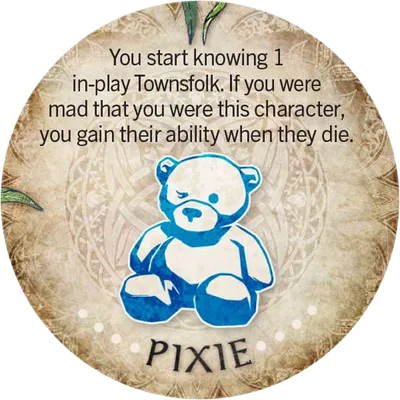 You start knowing 1
in-play Townsfolk. If you were
mad that you were this character,
you gain their ability when they die.
PIXIE